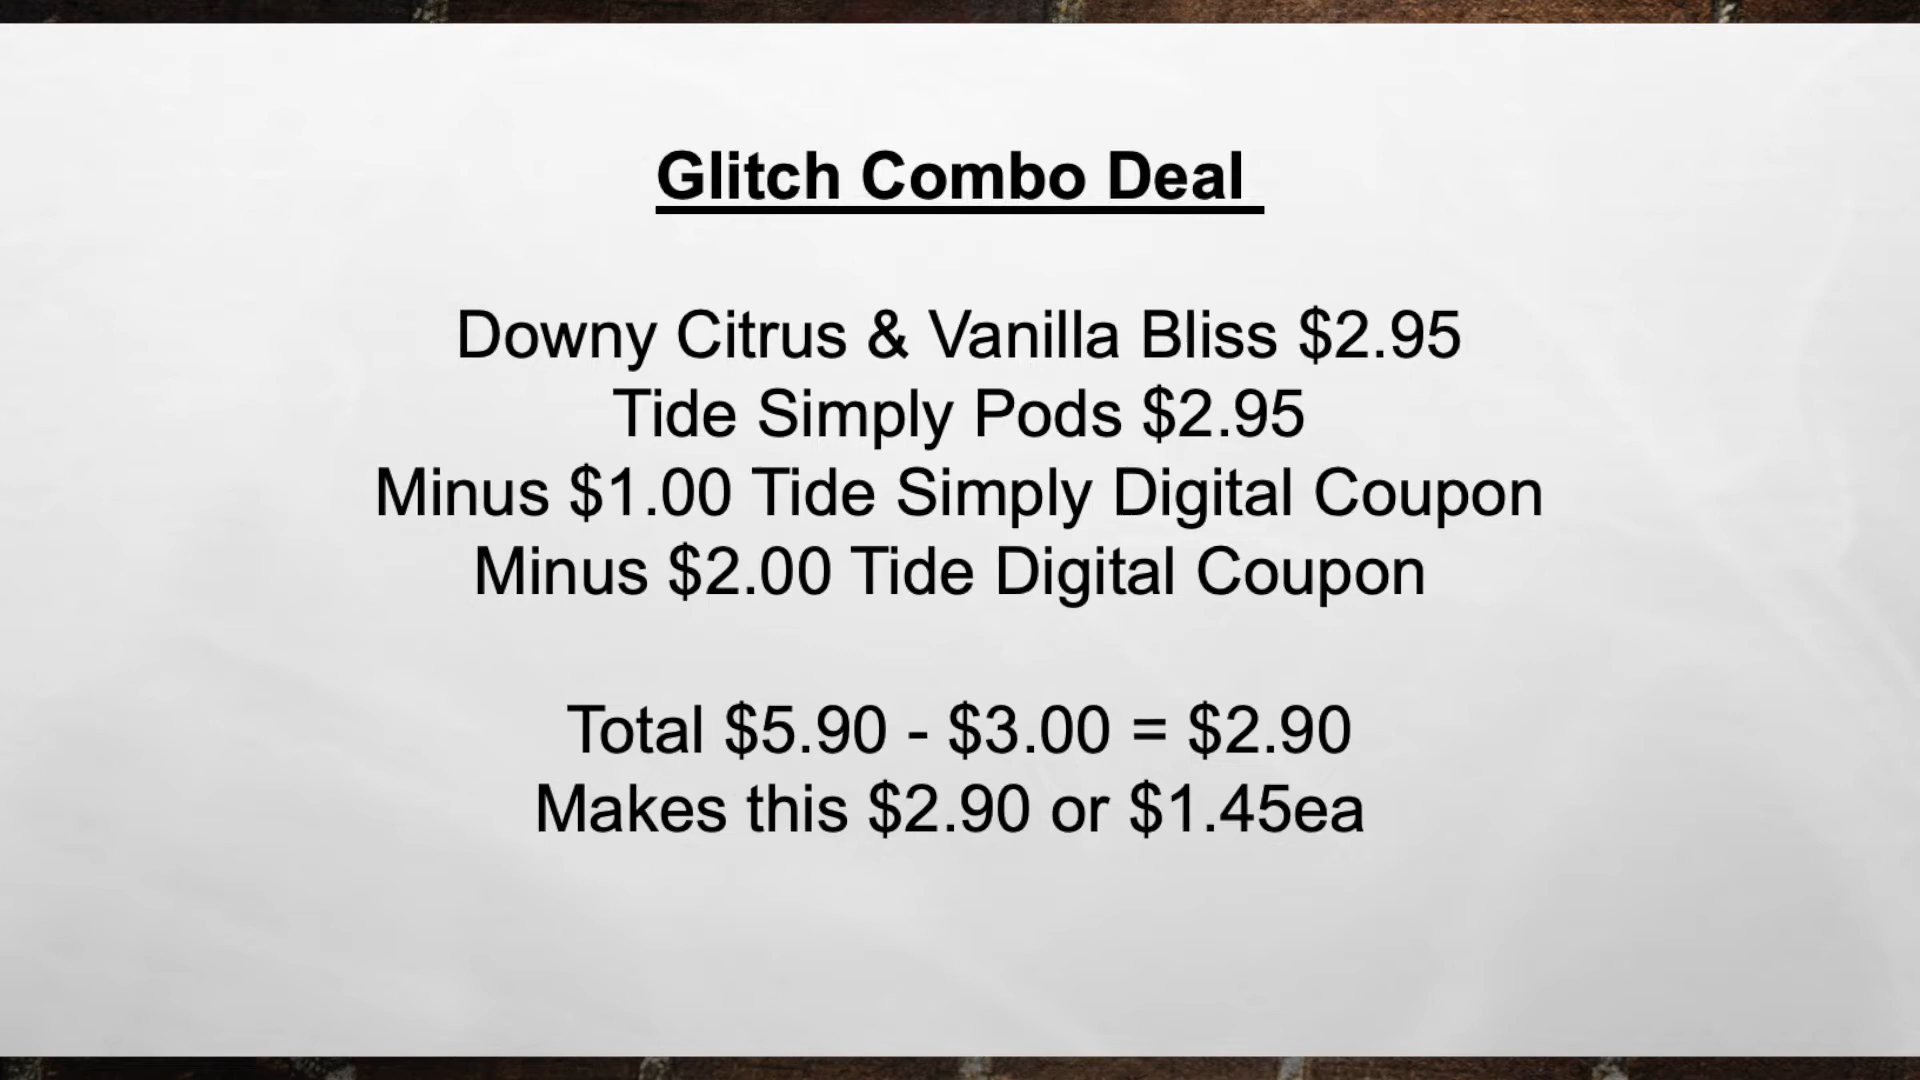 Glitch Combo Deal
Downy Citrus & Vanilla Bliss $2.95
Tide Simply Pods $2.95
Minus $1.00 Tide Simply Digital Coupon
Minus $2.00 Tide Digital Coupon
Total $5.90 - $3.00 = $2.90
Makes this $2.90 or $1.45ea